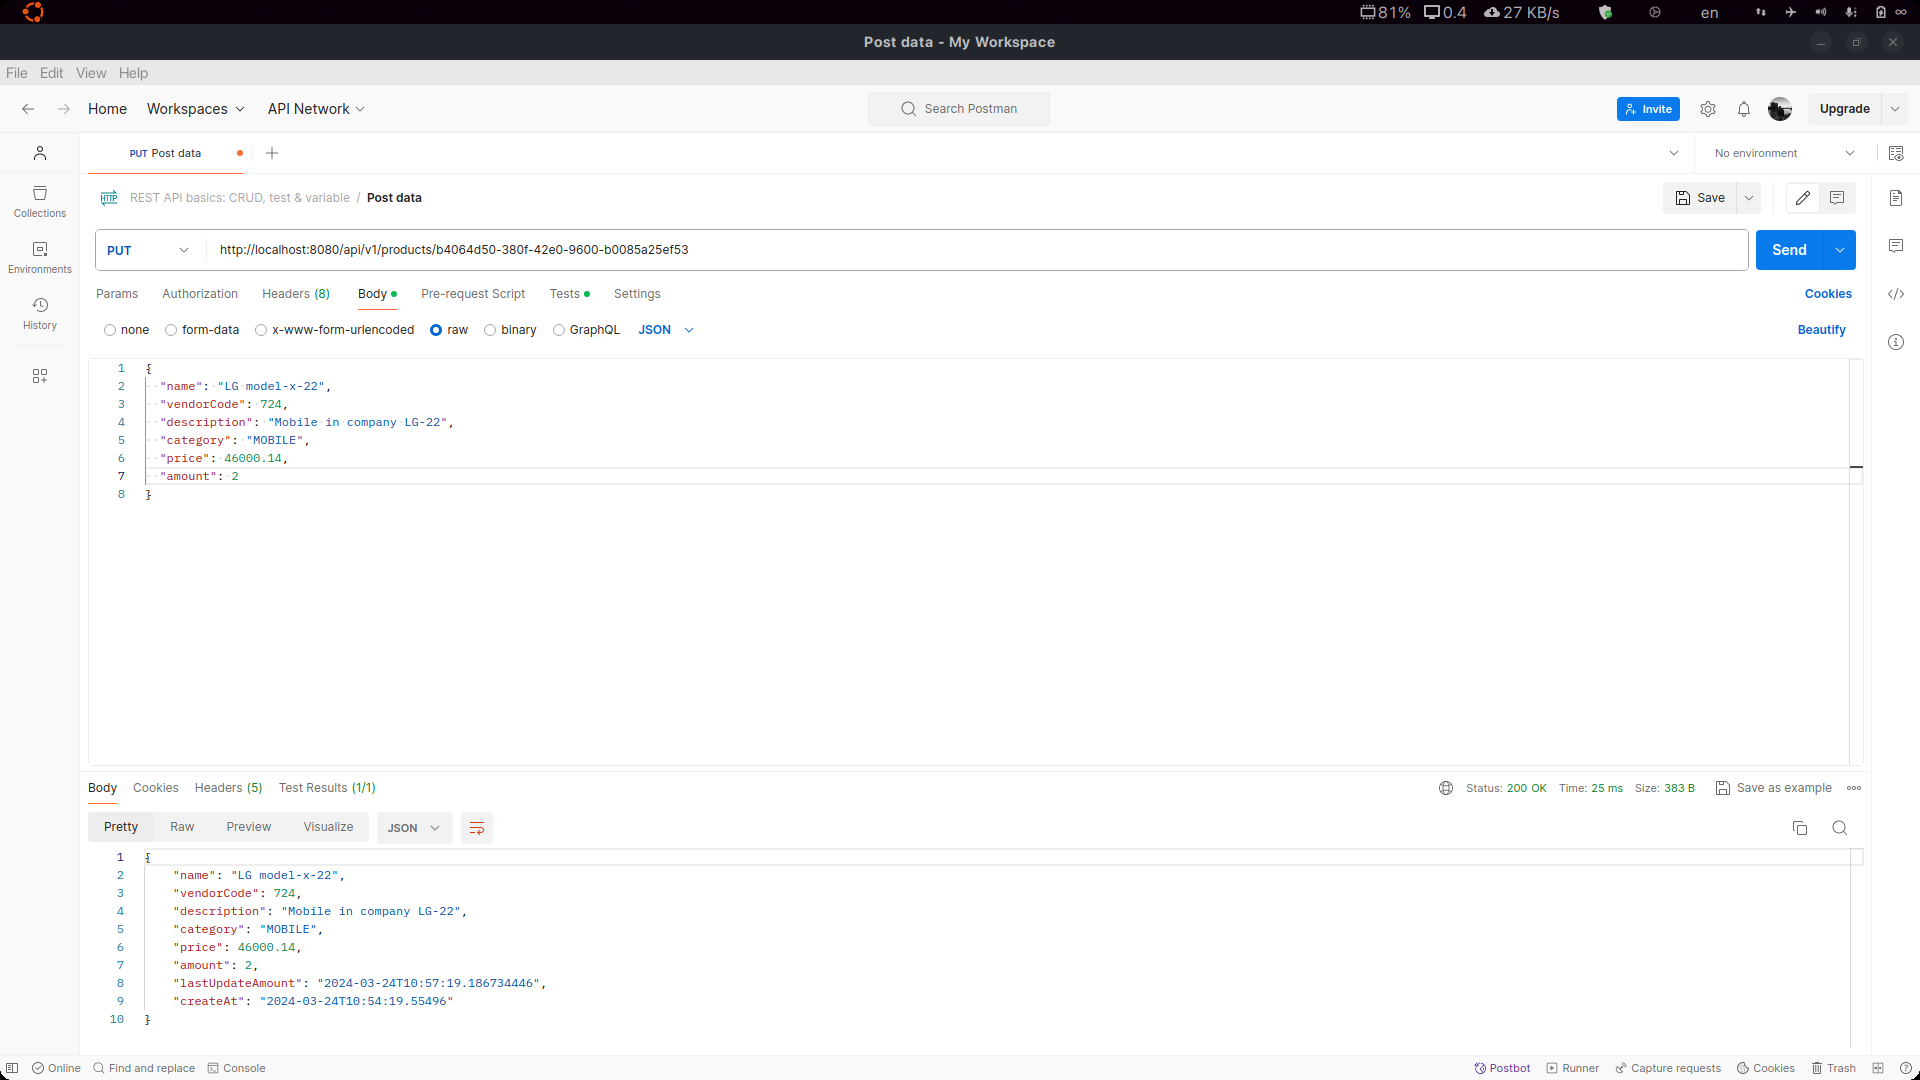 81% 0.4 27 KB/s en
Post data - My Workspace
File Edit View Help
Home Workspaces API Network Search Postman Invite Upgrade
PUT Post data No environment
HTTP REST API basics: CRUD, test & variable / Post data Save
Collections
PUT http://localhost:8080/api/v1/products/b4064d50-380f-42e0-9600-b0085a25ef53 Send
Environments
Params Authorization Headers (8) Body Pre-request Script Tests Settings Cookies
History
none form-data x-www-form-urlencoded raw binary GraphQL JSON Beautify
1 {
2 "name": "LG model-x-22",
3 "vendorCode": 724,
4 "description": "Mobile in company LG-22",
5 "category": "MOBILE",
6 "price": 46000.14,
7 "amount": 2
8 }
Body Cookies Headers (5) Test Results (1/1) Status: 200 OK Time: 25 ms Size: 383 B Save as example
Pretty Raw Preview Visualize JSON
1 {
2 "name": "LG model-x-22",
3 "vendorCode": 724,
4 "description": "Mobile in company LG-22",
5 "category": "MOBILE",
6 "price": 46000.14,
7 "amount": 2,
8 "lastUpdateAmount": "2024-03-24T10:57:19.186734446",
9 "createAt": "2024-03-24T10:54:19.55496"
10 }
Online Find and replace Console Postbot Runner Capture requests Cookies Trash